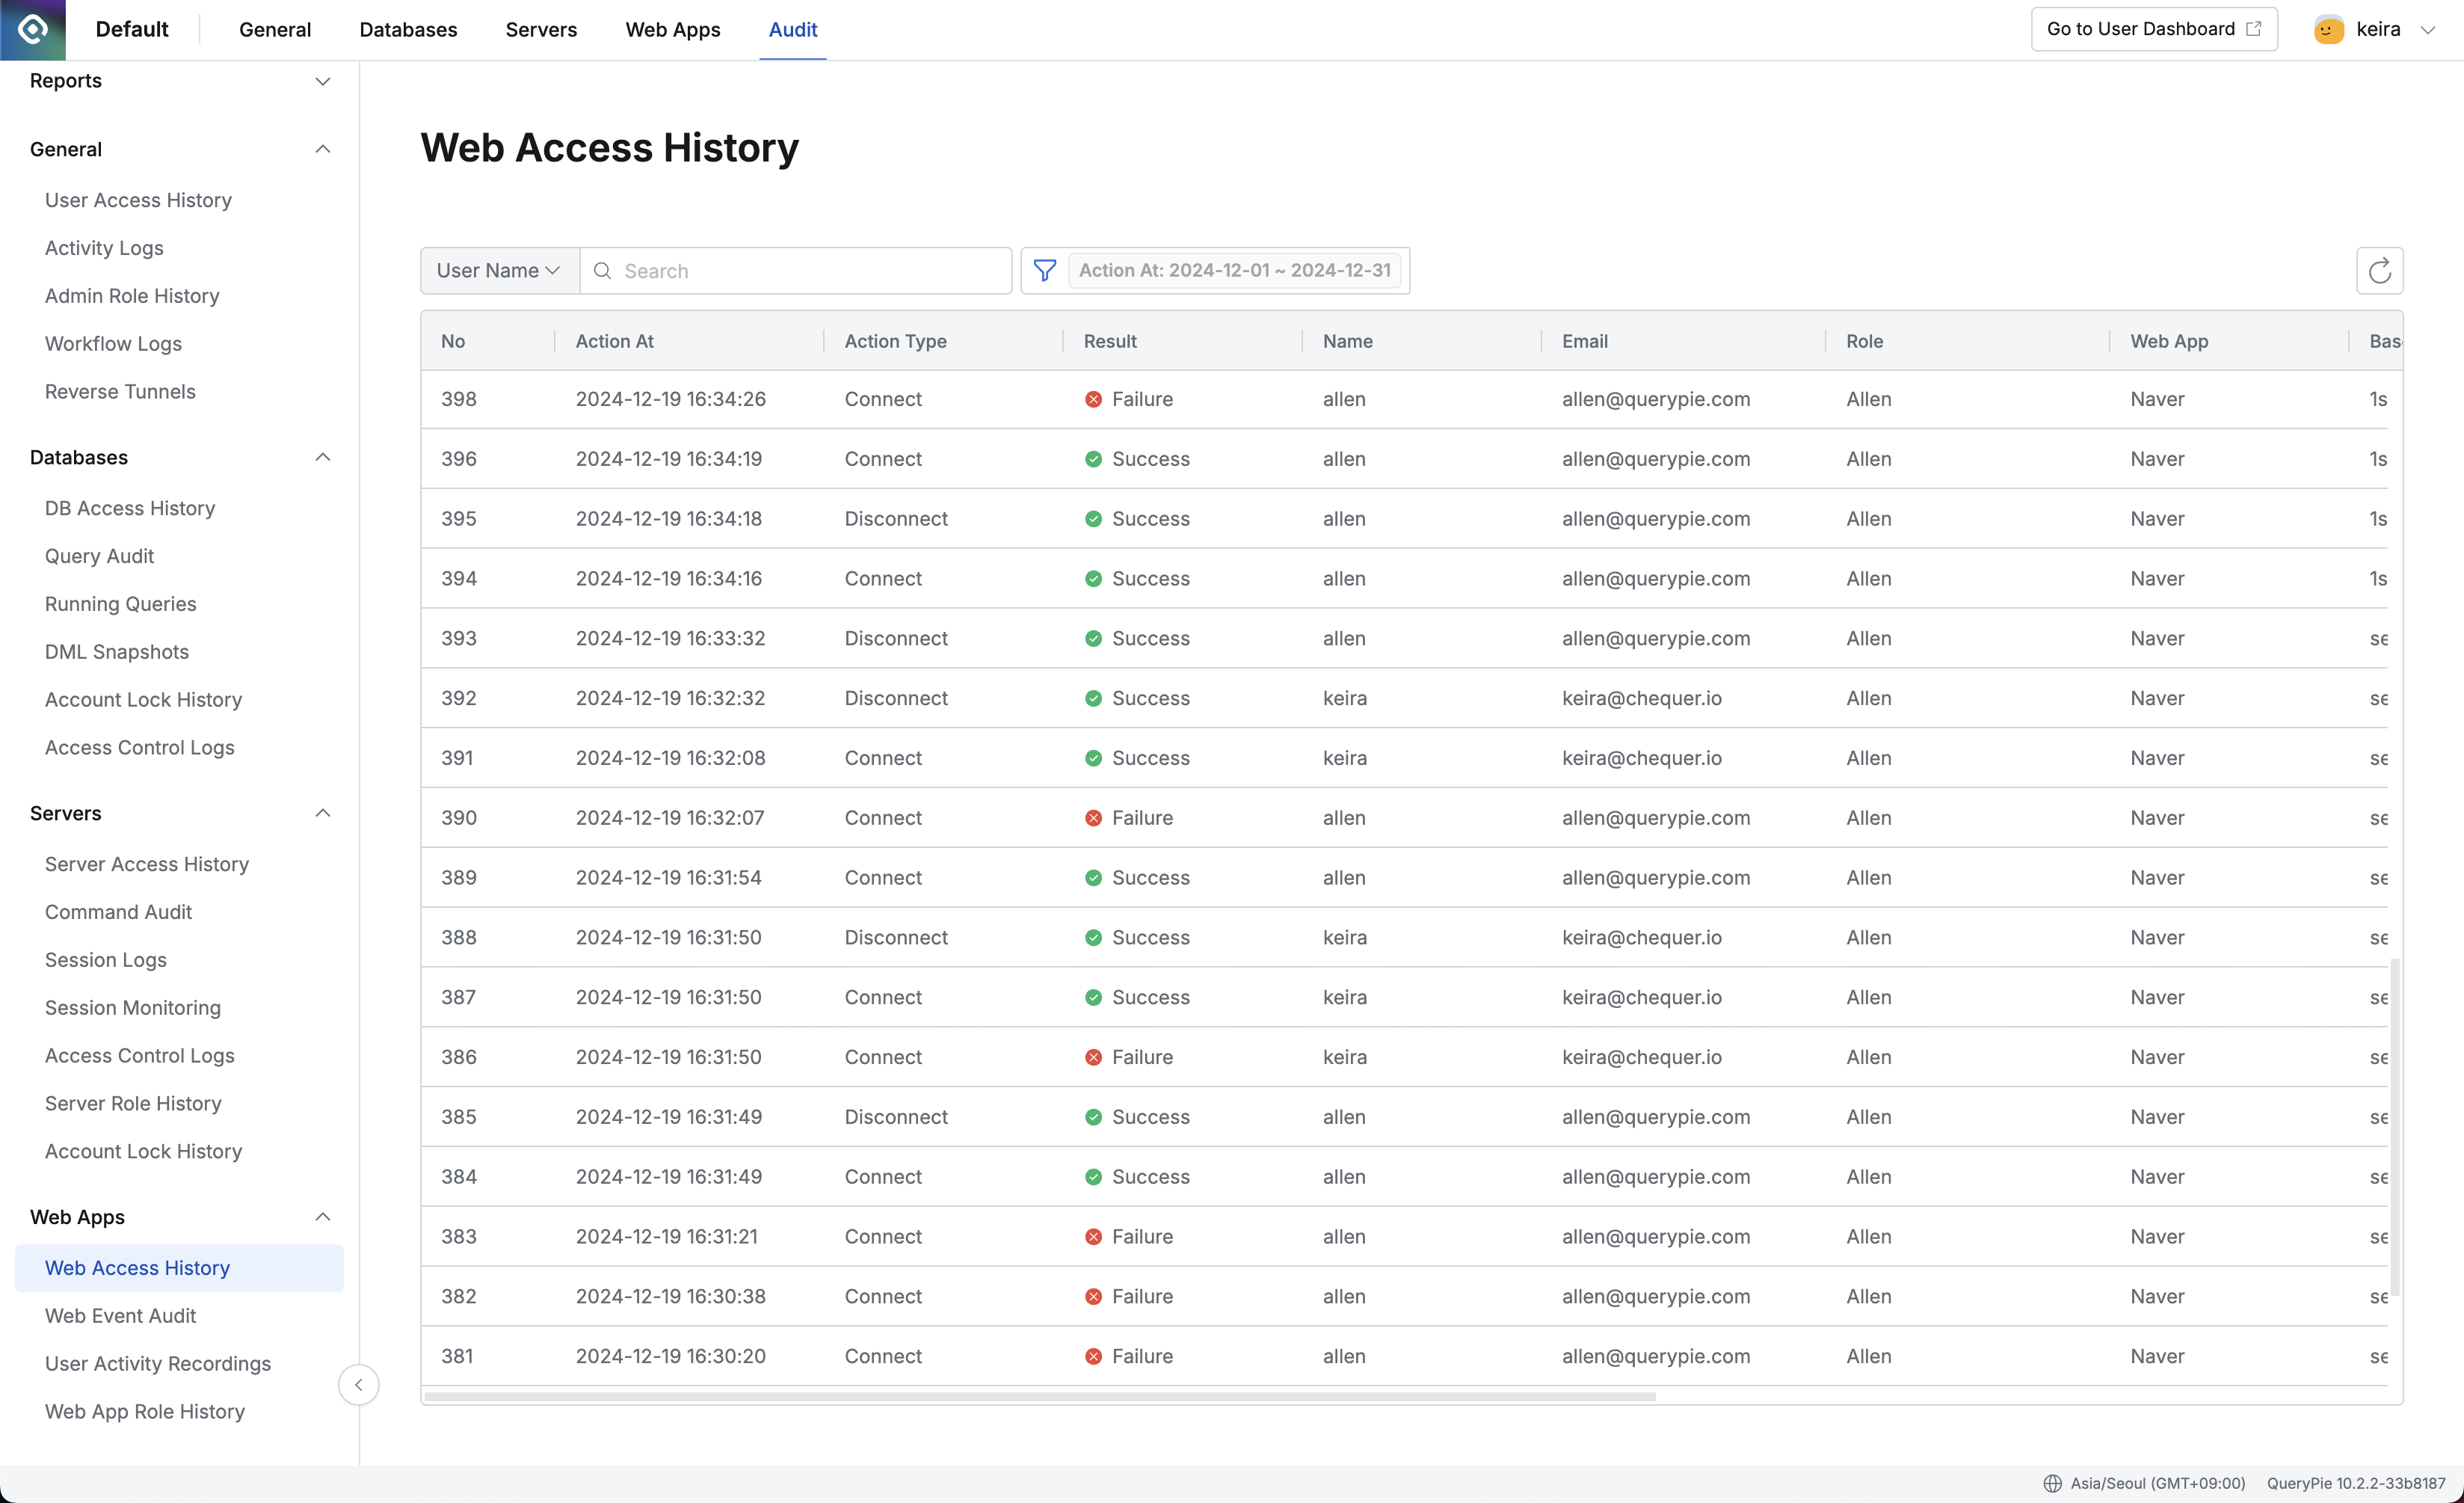 Default
General
Databases
Servers
Web Apps
Audit
Go to User Dashboard
keira
Reports
General
User Access History
Activity Logs
Admin Role History
Workflow Logs
Reverse Tunnels
Databases
DB Access History
Query Audit
Running Queries
DML Snapshots
Account Lock History
Access Control Logs
Servers
Server Access History
Command Audit
Session Logs
Session Monitoring
Access Control Logs
Server Role History
Account Lock History
Web Apps
Web Access History
Web Event Audit
User Activity Recordings
Web App Role History
Web Access History
User Name
Search
Action At: 2024-12-01 ~ 2024-12-31
No Action At Action Type Result Name Email Role Web App Bas
398 2024-12-19 16:34:26 Connect Failure allen allen@querypie.com Allen Naver 1s
396 2024-12-19 16:34:19 Connect Success allen allen@querypie.com Allen Naver 1s
395 2024-12-19 16:34:18 Disconnect Success allen allen@querypie.com Allen Naver 1s
394 2024-12-19 16:34:16 Connect Success allen allen@querypie.com Allen Naver 1s
393 2024-12-19 16:33:32 Disconnect Success allen allen@querypie.com Allen Naver se
392 2024-12-19 16:32:32 Disconnect Success keira keira@chequer.io Allen Naver se
391 2024-12-19 16:32:08 Connect Success keira keira@chequer.io Allen Naver se
390 2024-12-19 16:32:07 Connect Failure allen allen@querypie.com Allen Naver se
389 2024-12-19 16:31:54 Connect Success allen allen@querypie.com Allen Naver se
388 2024-12-19 16:31:50 Disconnect Success keira keira@chequer.io Allen Naver se
387 2024-12-19 16:31:50 Connect Success keira keira@chequer.io Allen Naver se
386 2024-12-19 16:31:50 Connect Failure keira keira@chequer.io Allen Naver se
385 2024-12-19 16:31:49 Disconnect Success allen allen@querypie.com Allen Naver se
384 2024-12-19 16:31:49 Connect Success allen allen@querypie.com Allen Naver se
383 2024-12-19 16:31:21 Connect Failure allen allen@querypie.com Allen Naver se
382 2024-12-19 16:30:38 Connect Failure allen allen@querypie.com Allen Naver se
381 2024-12-19 16:30:20 Connect Failure allen allen@querypie.com Allen Naver se
Asia/Seoul (GMT+09:00) QueryPie 10.2.2-33b8187